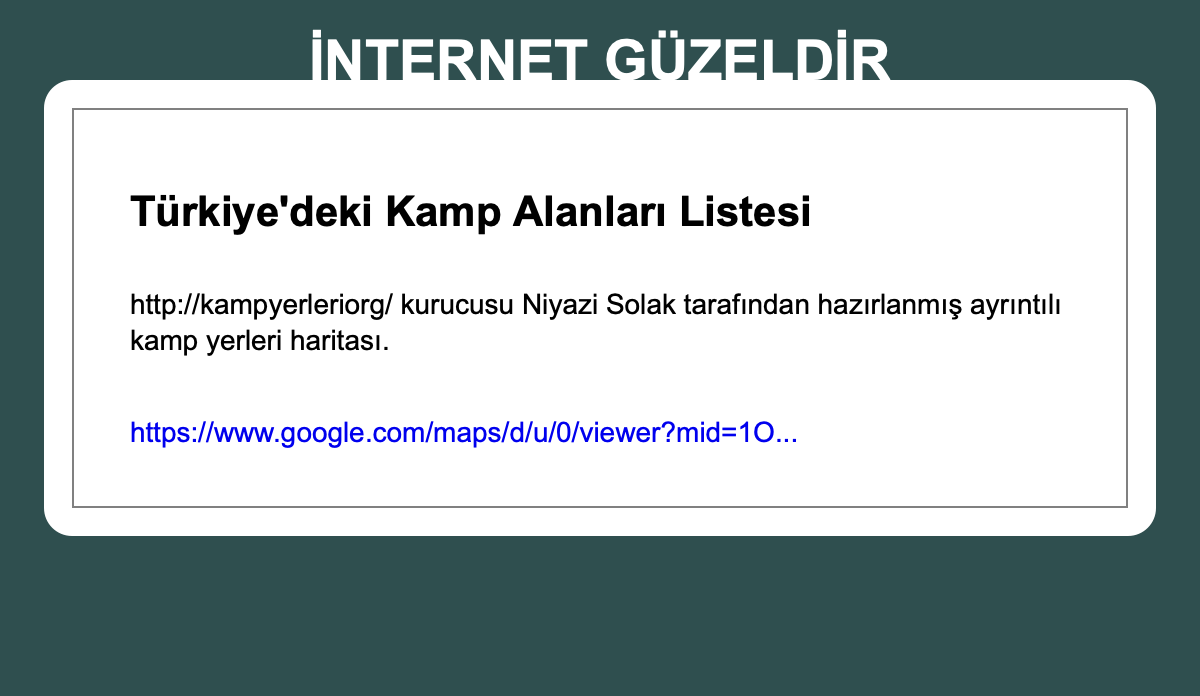 İNTERNET GÜZELDİR
Türkiye'deki Kamp Alanları Listesi
http://kampyerleriorg/ kurucusu Niyazi Solak tarafından hazırlanmış ayrıntılı
kamp yerleri haritası.
https://www.google.com/maps/d/u/0/viewer?mid=1O...